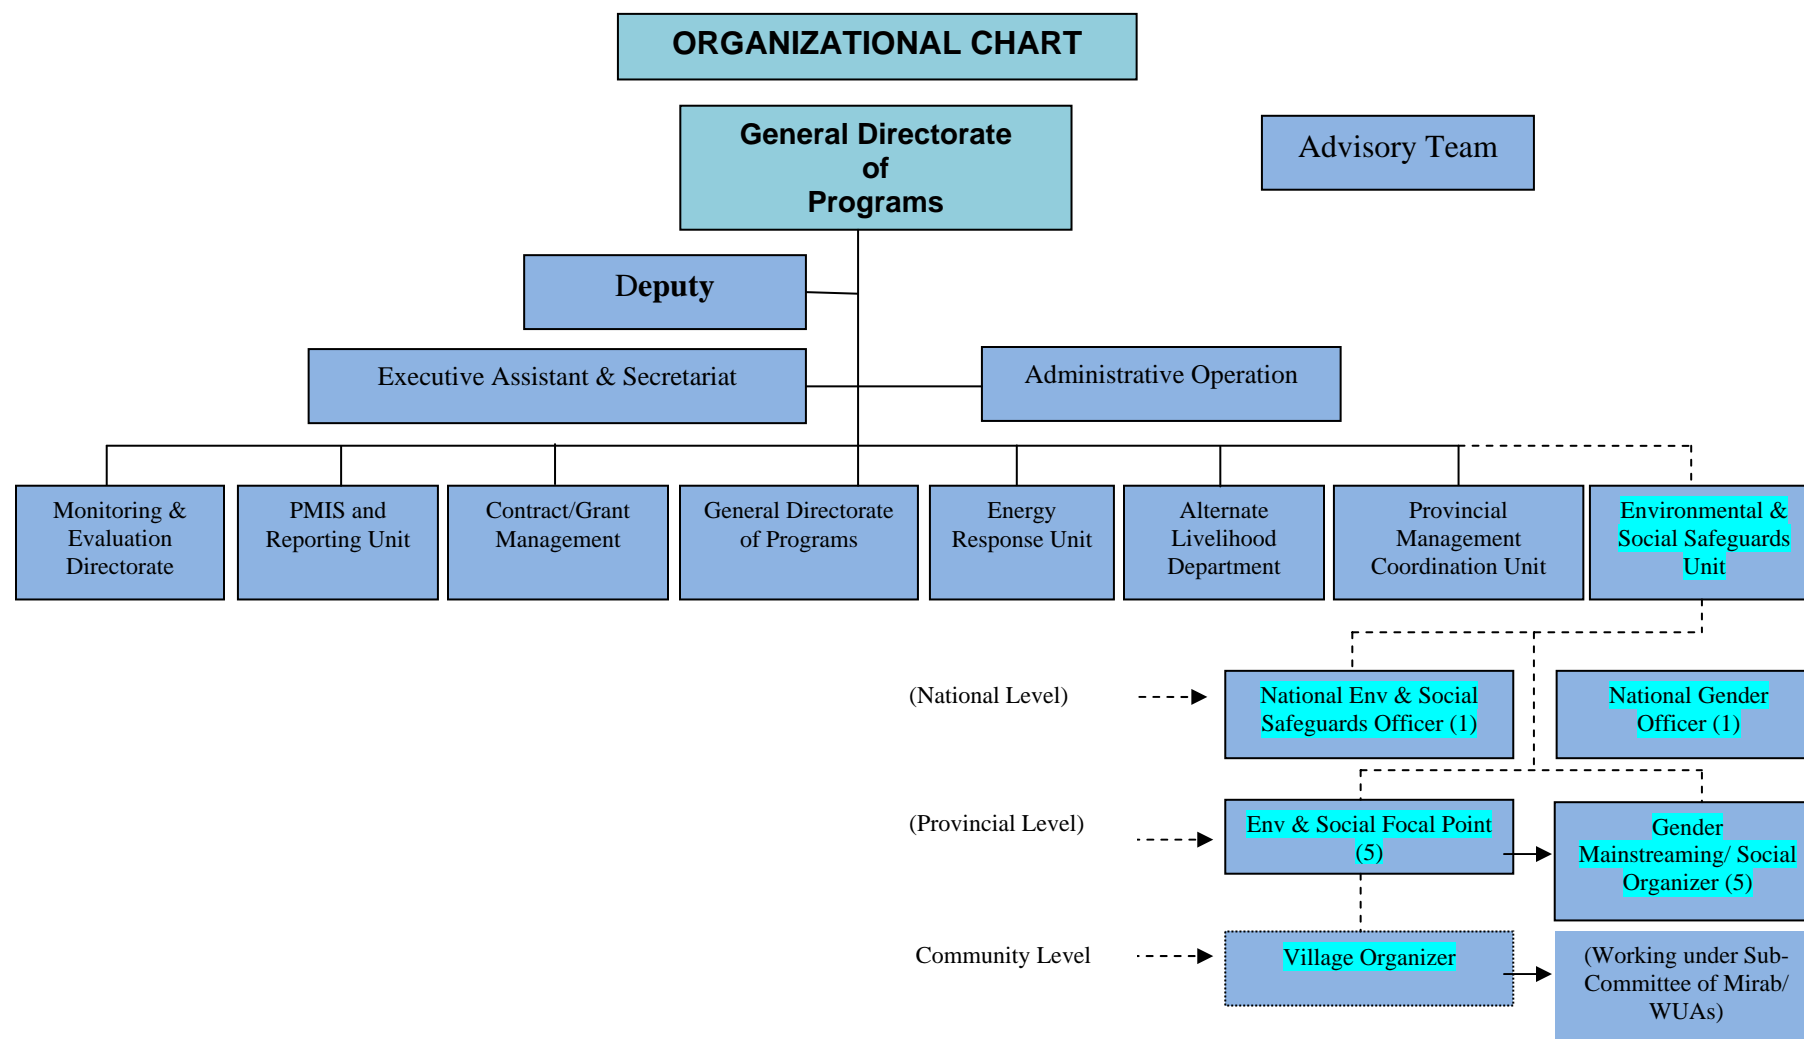 ORGANIZATIONAL CHART
General Directorate
of
Programs
Advisory Team
Deputy
Executive Assistant & Secretariat
Administrative Operation
Monitoring &
Evaluation
Directorate
PMIS and
Reporting Unit
Contract/Grant
Management
General Directorate
of Programs
Energy
Response Unit
Alternate
Livelihood
Department
Provincial
Management
Coordination Unit
Environmental &
Social Safeguards
Unit
(National Level)
National Env & Social
Safeguards Officer (1)
National Gender
Officer (1)
(Provincial Level)
Env & Social Focal Point
(5)
Gender
Mainstreaming/ Social
Organizer (5)
Community Level
Village Organizer
(Working under Sub-
Committee of Mirab/
WUAs)